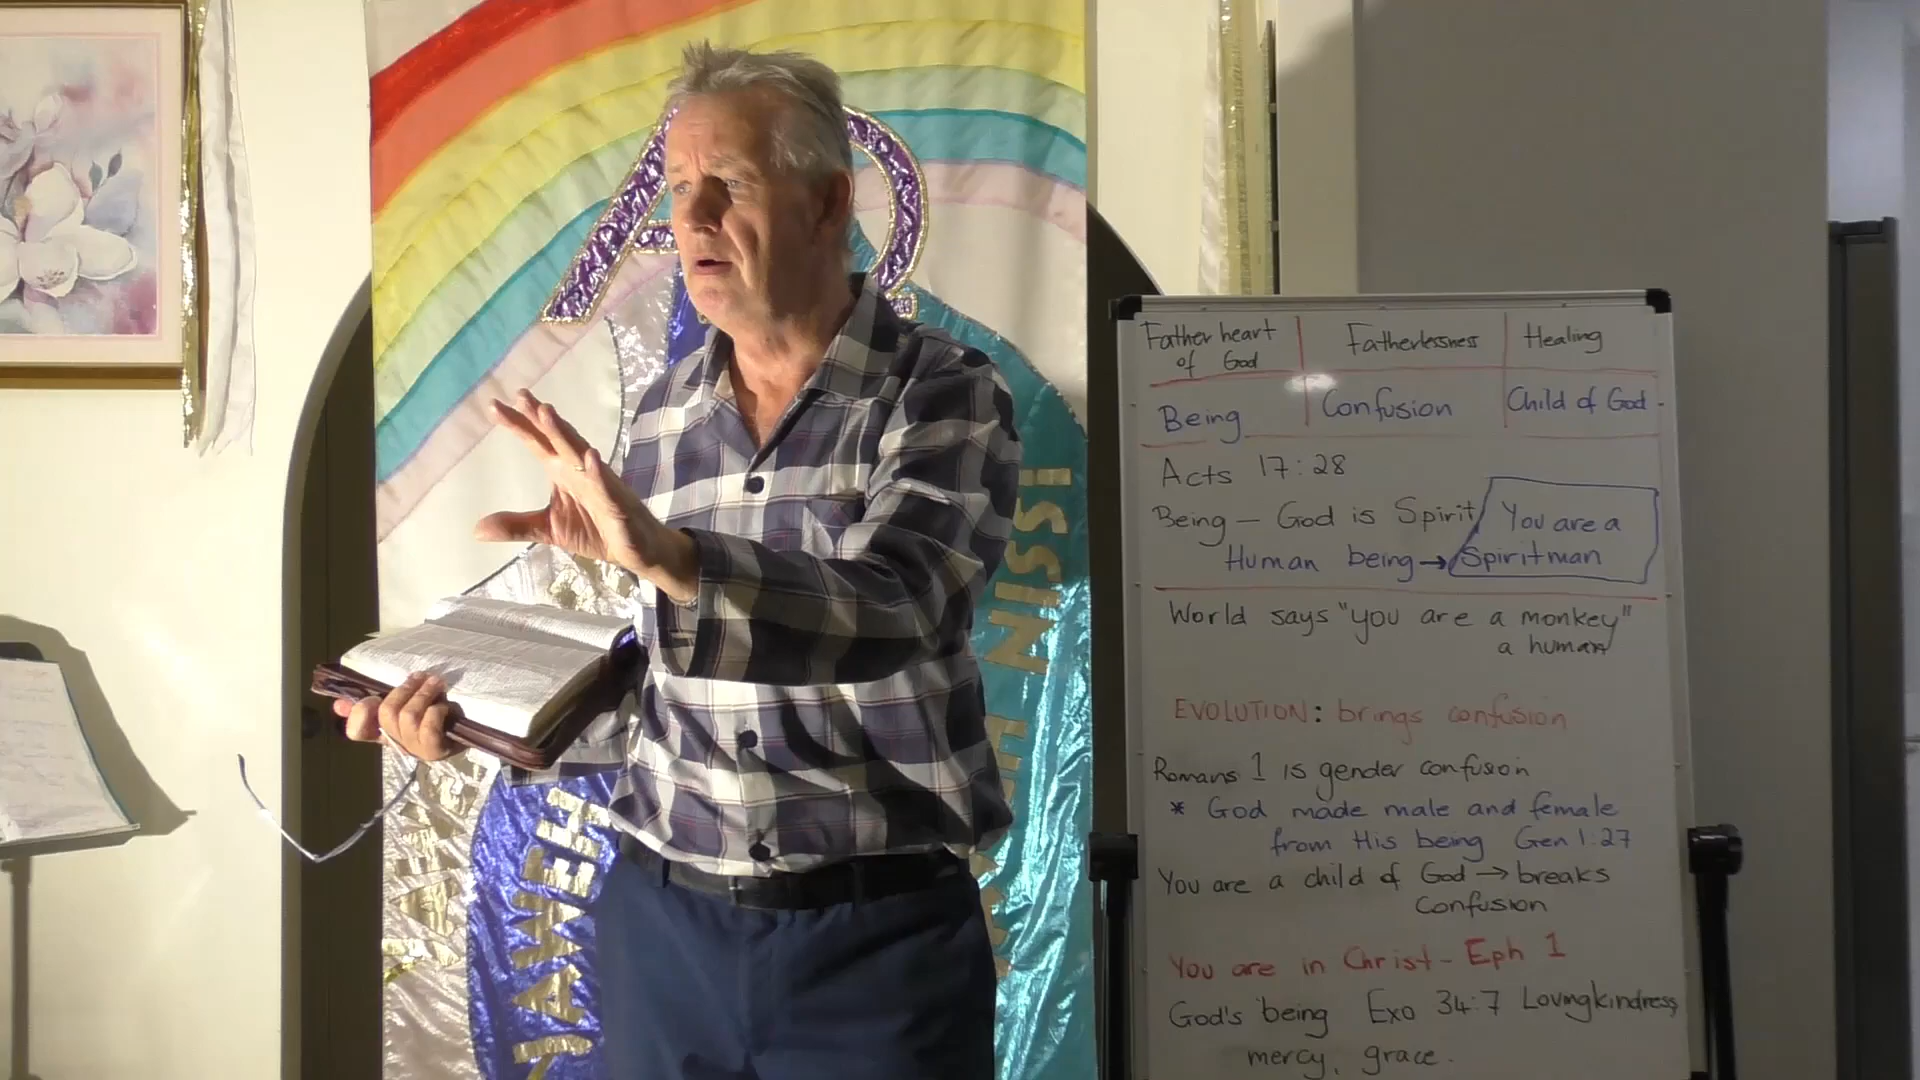 Father heart of God | Fatherlessness | Healing
Being | Confusion | Child of God
Acts 17:28
Being — God is Spirit
Human being → You are a Spiritman
World says "you are a monkey"
a human
EVOLUTION: brings confusion
Romans 1 is gender confusion
* God made male and female
from His being Gen 1:27
You are a child of God → breaks
Confusion
You are in Christ - Eph 1
God's being Exo 34:7 Lovingkindness,
mercy, grace.
YAWEH
NISSI